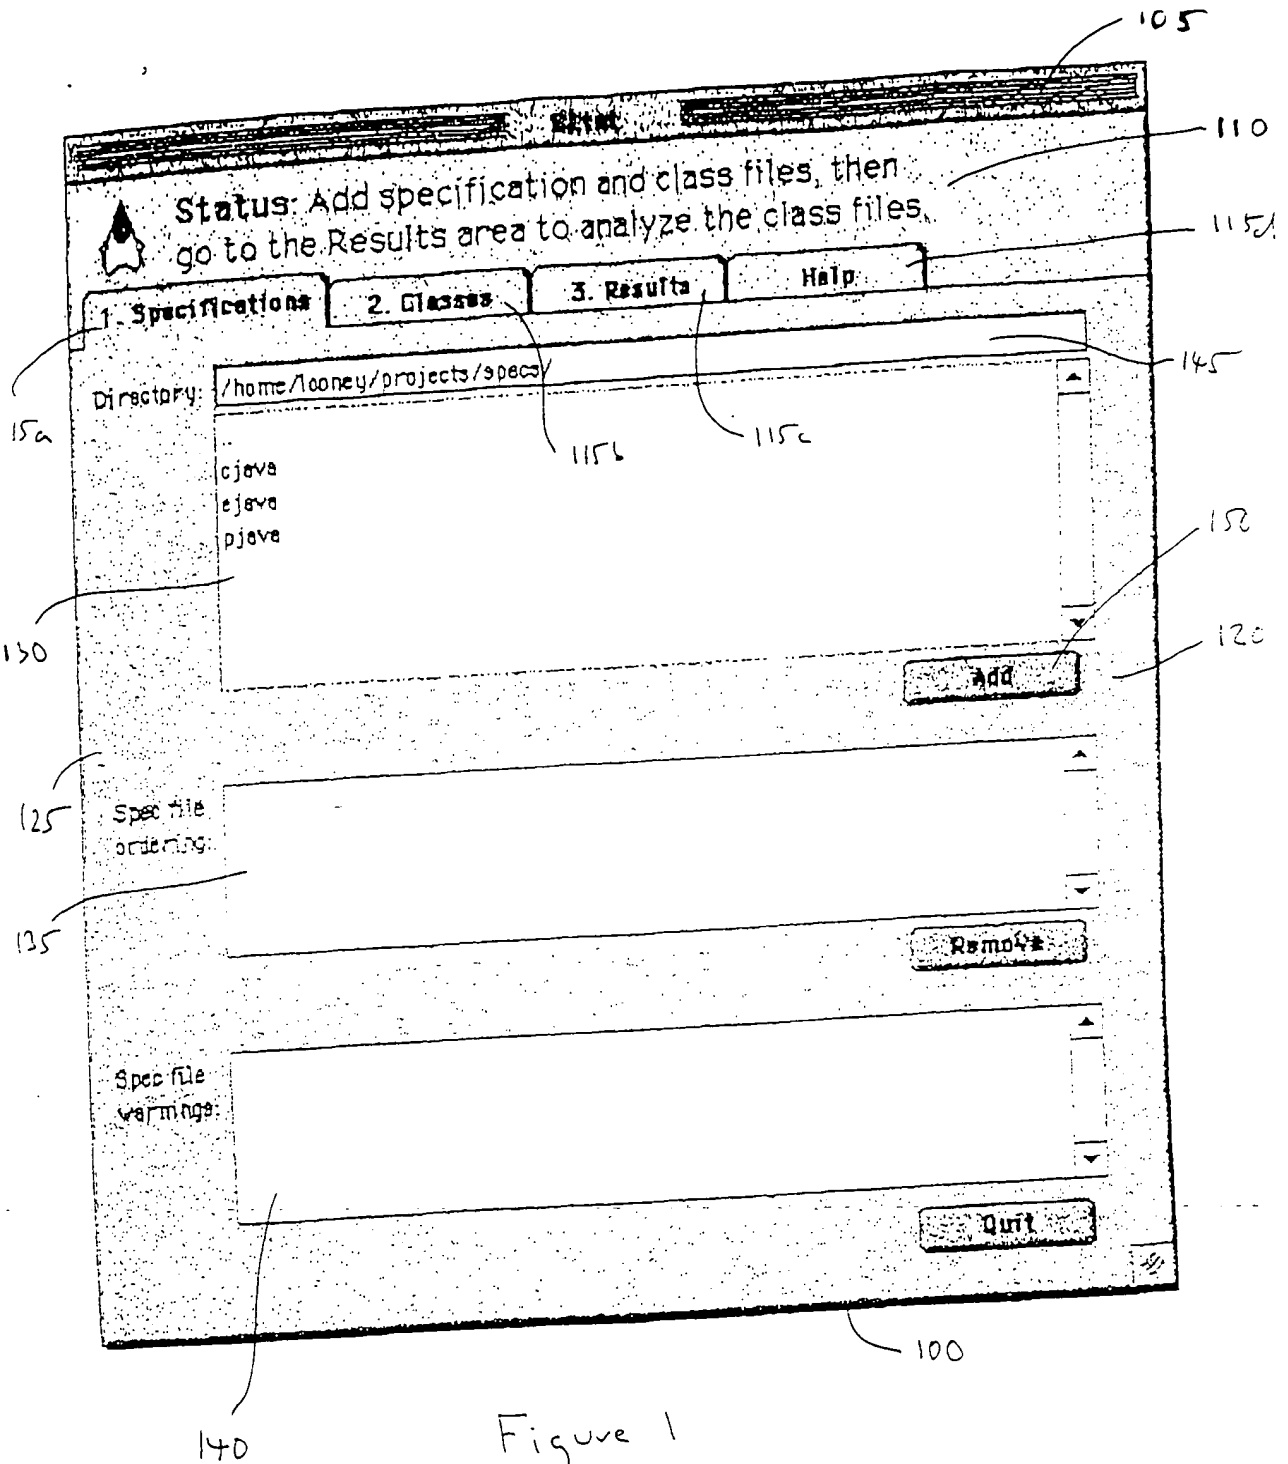 105
110
Status: Add specification and class files, then
go to the Results area to analyze the class files.
115d
1. Specifications
2. Classes
3. Results
Help
15a
115b
115c
145
Directory:
/home/looney/projects/specs/
..
cjava
ejava
pjava
130
Add
120
125
Spec file
ordering:
135
Remove
Spec file
warnings:
140
Quit
100
Figure 1